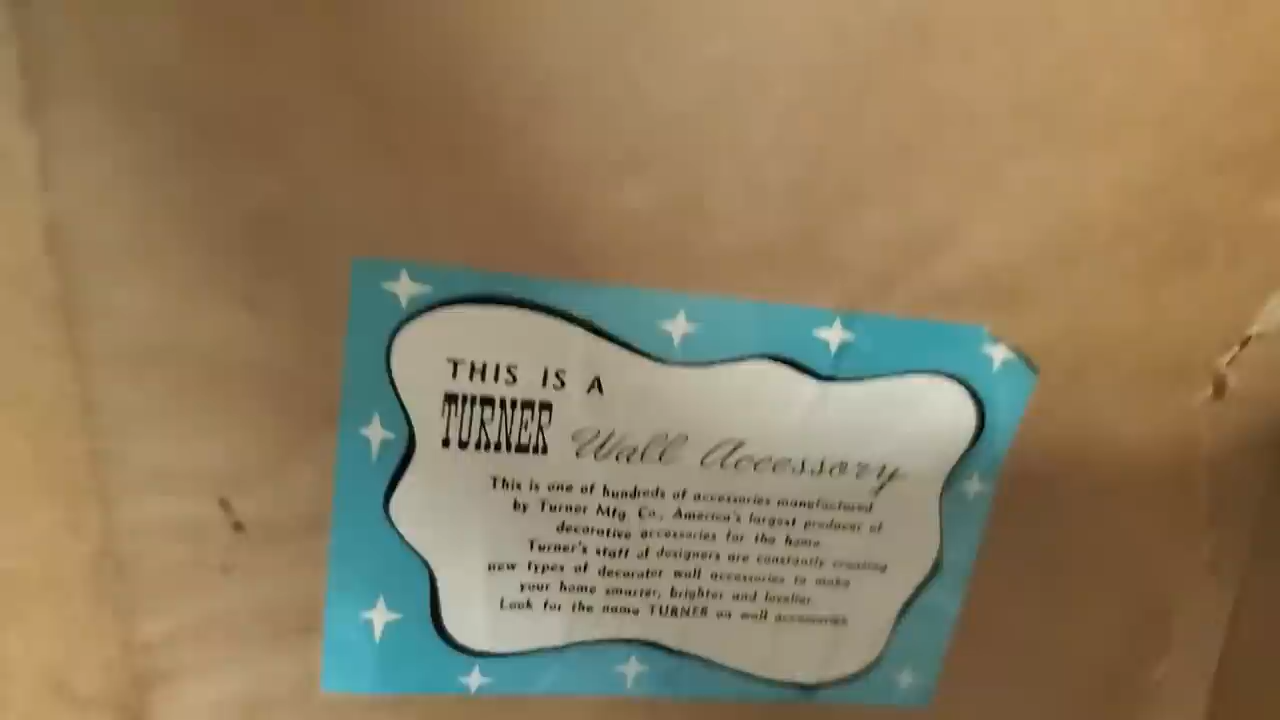 THIS IS A
TURNER Wall Accessory
This is one of hundreds of accessories manufactured
by Turner Mfg. Co., America's largest producer of
decorative accessories for the home.
Turner's staff of designers are constantly creating
new types of decorator wall accessories to make
your home smarter, brighter and lovelier.
Look for the name TURNER on wall accessories.